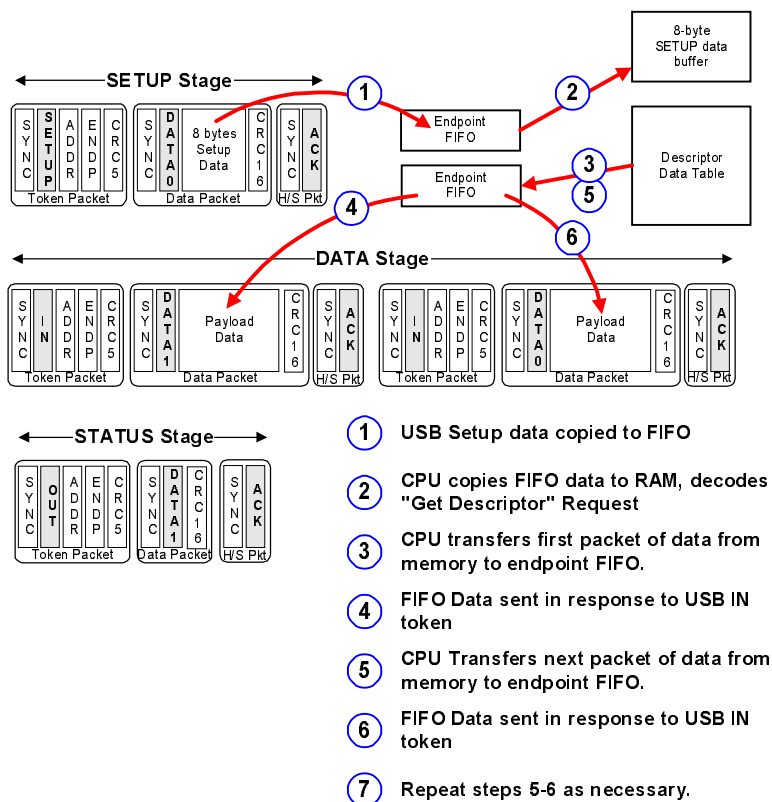 8-byte
SETUP data
buffer
SETUP Stage
1
2
SYNC
SETUP
ADDR
ENDP
CRC5
Token Packet
SYNC
DATA0
8 bytes
Setup
Data
CRC16
Data Packet
SYNC
ACK
H/S Pkt
Endpoint
FIFO
Endpoint
FIFO
3
5
Descriptor
Data Table
4
6
DATA Stage
SYNC
IN
ADDR
ENDP
CRC5
Token Packet
SYNC
DATA1
Payload
Data
CRC16
Data Packet
SYNC
ACK
H/S Pkt
SYNC
IN
ADDR
ENDP
CRC5
Token Packet
SYNC
DATA0
Payload
Data
CRC16
Data Packet
SYNC
ACK
H/S Pkt
STATUS Stage
SYNC
OUT
ADDR
ENDP
CRC5
Token Packet
SYNC
DATA1
CRC16
Data Packet
SYNC
ACK
H/S Pkt
1 USB Setup data copied to FIFO
2 CPU copies FIFO data to RAM, decodes
"Get Descriptor" Request
3 CPU transfers first packet of data from
memory to endpoint FIFO.
4 FIFO Data sent in response to USB IN
token
5 CPU Transfers next packet of data from
memory to endpoint FIFO.
6 FIFO Data sent in response to USB IN
token
7 Repeat steps 5-6 as necessary.